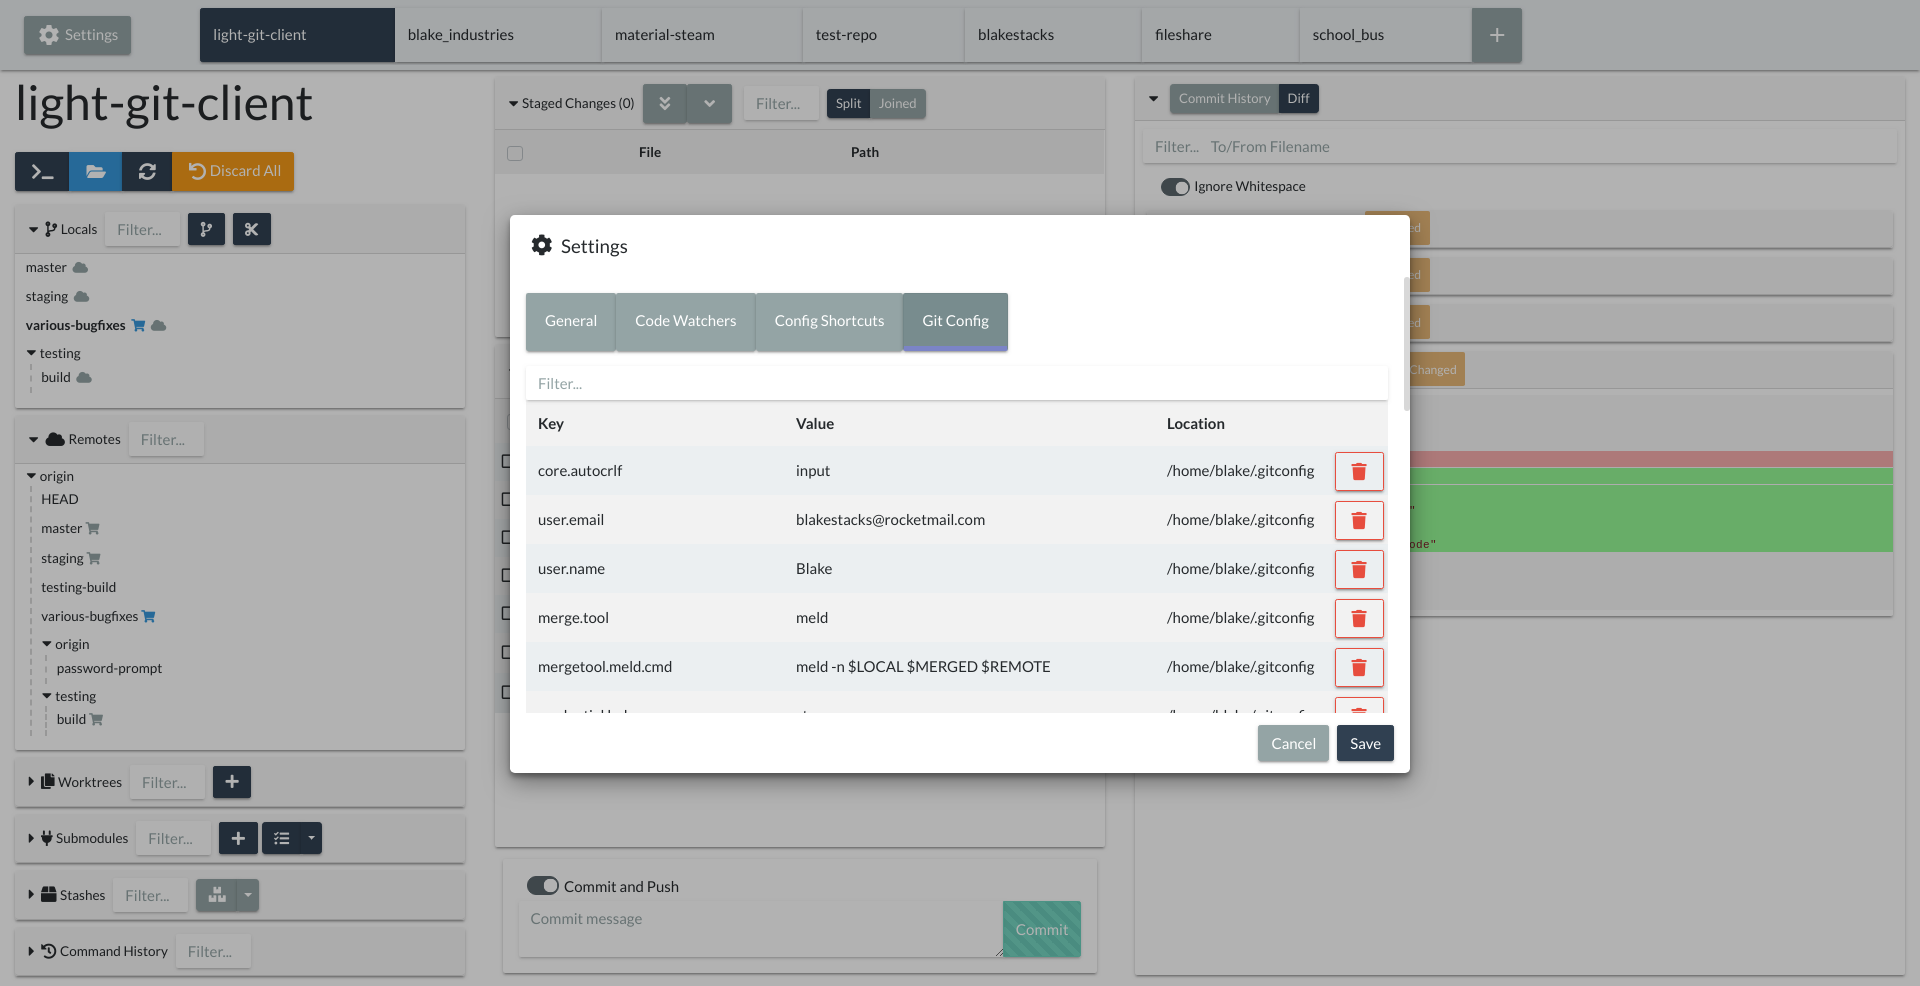 Settings
light-git-client
blake_industries
material-steam
test-repo
blakestacks
fileshare
school_bus
light-git-client
Discard All
Locals
Filter...
master
staging
various-bugfixes
testing
build
Remotes
Filter...
origin
HEAD
master
staging
testing-build
various-bugfixes
origin
password-prompt
testing
build
Worktrees
Filter...
Submodules
Filter...
Stashes
Filter...
Command History
Filter...
Staged Changes (0)
Filter...
Split
Joined
File
Path
Commit and Push
Commit message
Commit
Commit History
Diff
Filter...
To/From Filename
Ignore Whitespace
Changed
Settings
General
Code Watchers
Config Shortcuts
Git Config
Filter...
Key Value Location
core.autocrlf input /home/blake/.gitconfig
user.email blakestacks@rocketmail.com /home/blake/.gitconfig
user.name Blake /home/blake/.gitconfig
merge.tool meld /home/blake/.gitconfig
mergetool.meld.cmd meld -n $LOCAL $MERGED $REMOTE /home/blake/.gitconfig
Cancel
Save